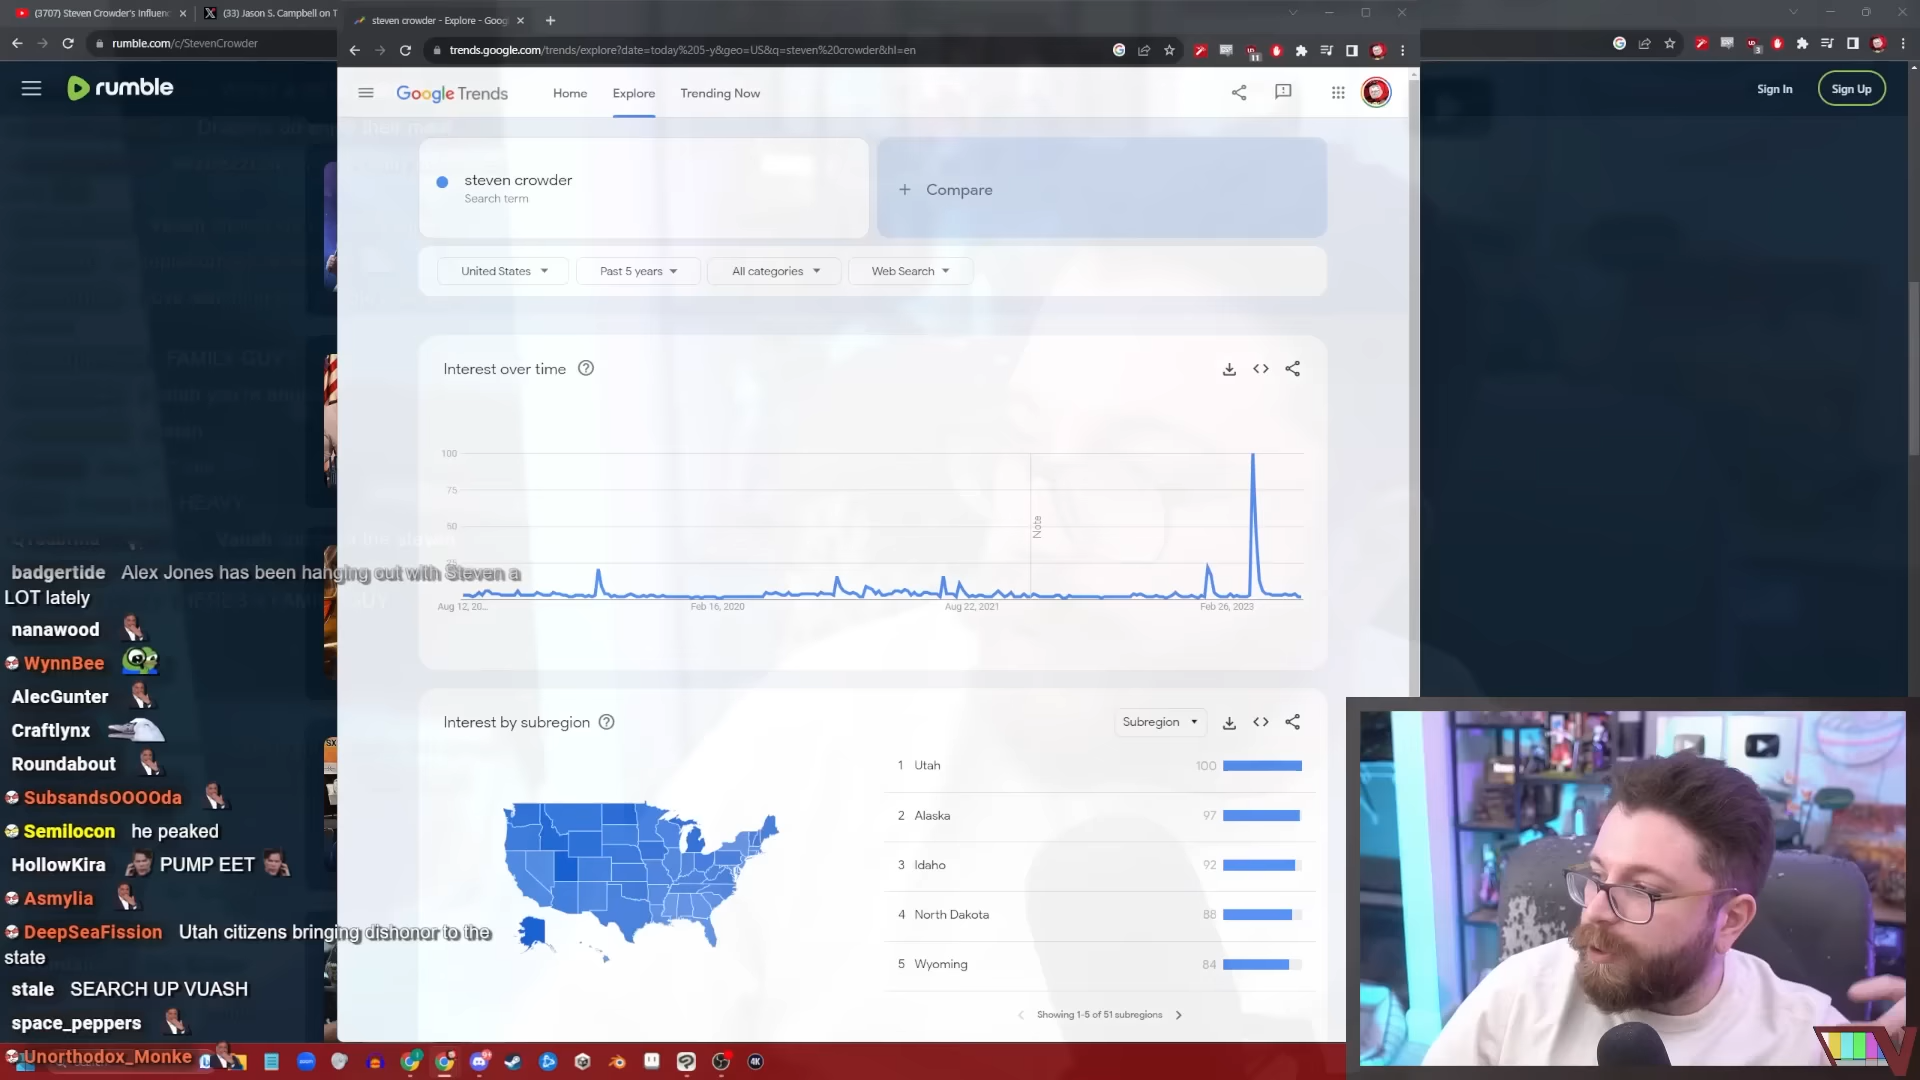 (3707) Steven Crowder's Influenc
(33) Jason S. Campbell on T
steven crowder - Explore - Goog
rumble.com/c/StevenCrowder
trends.google.com/trends/explore?date=today%205-y&geo=US&q=steven%20crowder&hl=en
11
3
rumble
Google Trends
Home
Explore
Trending Now
Sign In
Sign Up
steven crowder
Search term
+ Compare
United States
Past 5 years
All categories
Web Search
Interest over time
100
75
50
25
Note
Aug 12, 20...
Feb 16, 2020
Aug 22, 2021
Feb 26, 2023
FAMILY GUY
HEAVY
badgertide Alex Jones has been hanging out with Steven a
LOT lately
nanawood
WynnBee
AlecGunter
Craftlynx
Roundabout
SubsandsOOOOda
Semilocon he peaked
HollowKira PUMP EET
Asmylia
DeepSeaFission Utah citizens bringing dishonor to the
state
stale SEARCH UP VUASH
space_peppers
Unorthodox_Monke
Interest by subregion
Subregion
1 Utah 100
2 Alaska 97
3 Idaho 92
4 North Dakota 88
5 Wyoming 84
Showing 1-5 of 51 subregions
4K
V